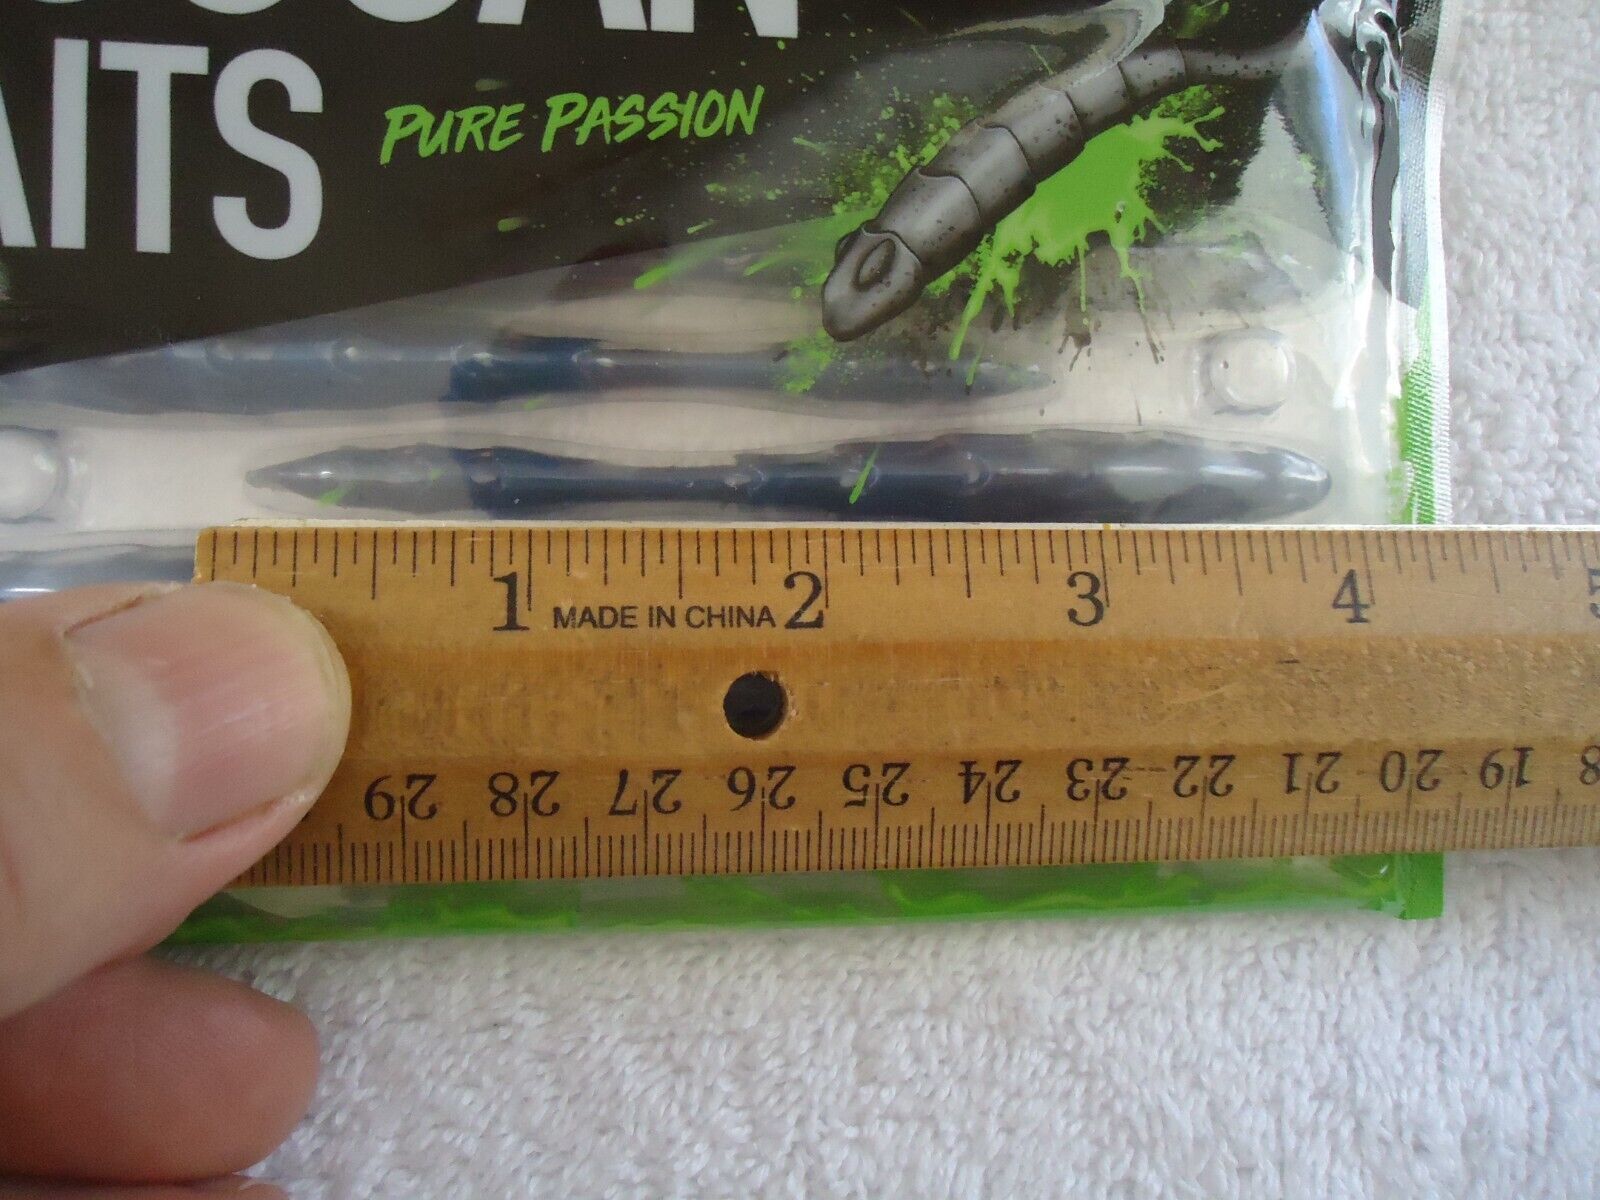 AITS
PURE PASSION
1 2 3 4 5
MADE IN CHINA
29 28 27 26 25 24 23 22 21 20 19